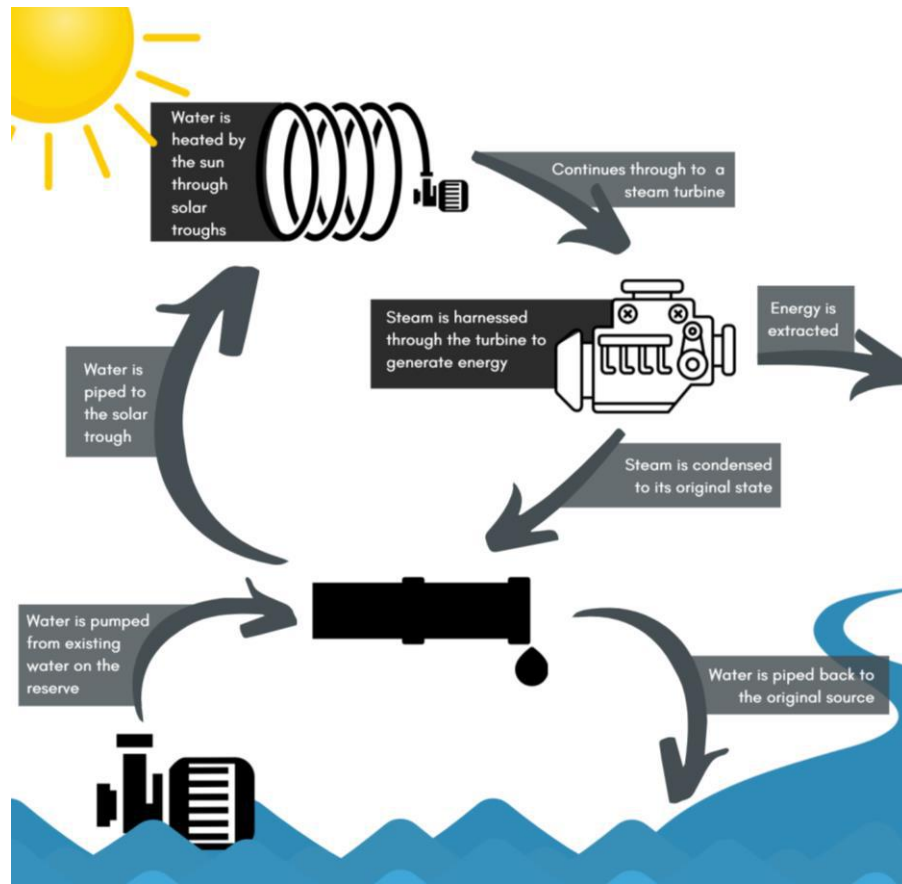 Water is
heated by
the sun
through
solar
troughs
Continues through to a
steam turbine
Steam is harnessed
through the turbine to
generate energy
Energy is
extracted
Water is
piped to
the solar
trough
Steam is condensed
to its original state
Water is pumped
from existing
water on the
reserve
Water is piped back to
the original source